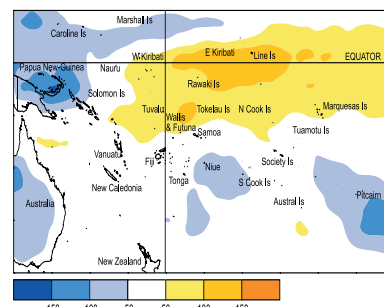 Marshall Is
Caroline Is
W Kiribati
E Kiribati
Line Is
EQUATOR
Papua New-Guinea
Nauru
Rawaki Is
Solomon Is
Tuvalu
Tokelau Is
N Cook Is
Marquesas Is
Wallis
& Futuna
Samoa
Tuamotu Is
Vanuatu
Fiji
Niue
Society Is
Tonga
S Cook Is
New Caledonia
Pitcairn
Australia
Austral Is
New Zealand